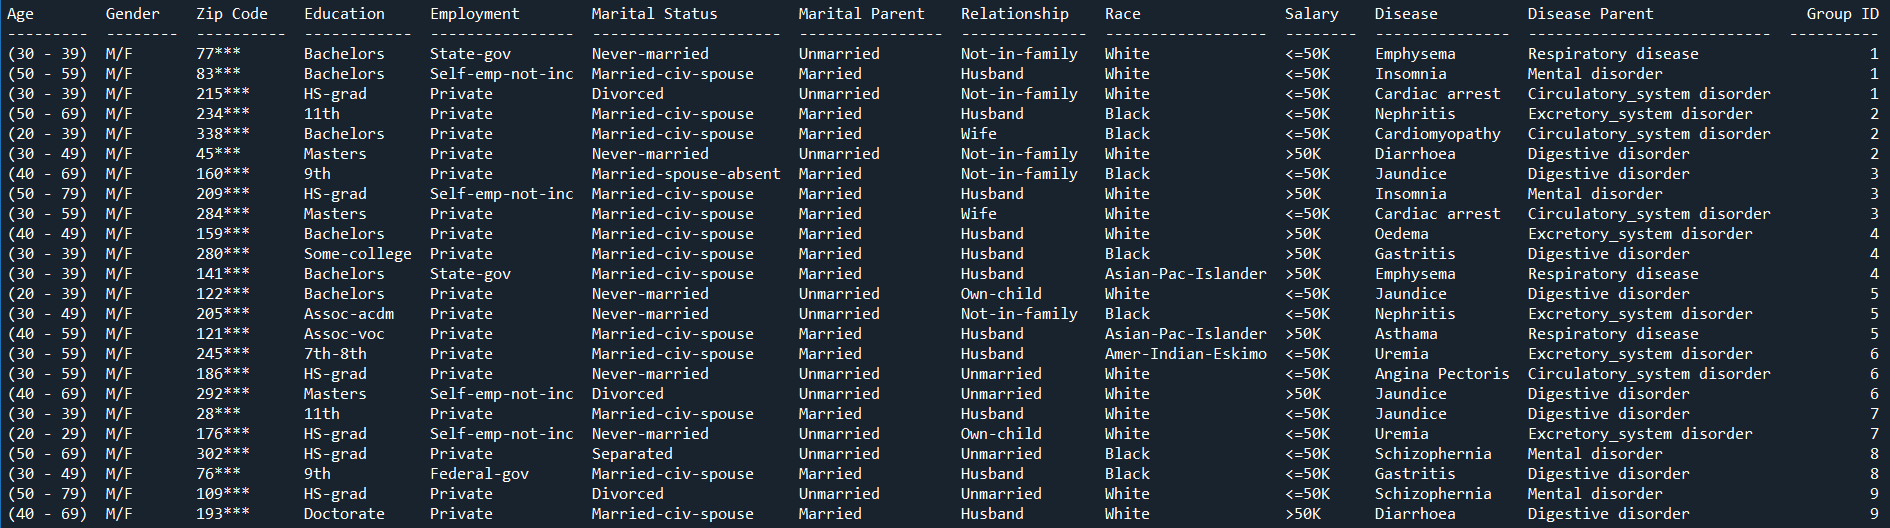 Age Gender Zip Code Education Employment Marital Status Marital Parent Relationship Race Salary Disease Disease Parent Group ID
--------- -------- ---------- ------------ ---------------- --------------------- ---------------- -------------- ------------------ -------- --------------- --------------------------- ----------
(30 - 39) M/F 77*** Bachelors State-gov Never-married Unmarried Not-in-family White <=50K Emphysema Respiratory disease 1
(50 - 59) M/F 83*** Bachelors Self-emp-not-inc Married-civ-spouse Married Husband White <=50K Insomnia Mental disorder 1
(30 - 39) M/F 215*** HS-grad Private Divorced Unmarried Not-in-family White <=50K Cardiac arrest Circulatory_system disorder 1
(50 - 69) M/F 234*** 11th Private Married-civ-spouse Married Husband Black <=50K Nephritis Excretory_system disorder 2
(20 - 39) M/F 338*** Bachelors Private Married-civ-spouse Married Wife Black <=50K Cardiomyopathy Circulatory_system disorder 2
(30 - 49) M/F 45*** Masters Private Never-married Unmarried Not-in-family White >50K Diarrhoea Digestive disorder 2
(40 - 69) M/F 160*** 9th Private Married-spouse-absent Married Not-in-family Black <=50K Jaundice Digestive disorder 3
(50 - 79) M/F 209*** HS-grad Self-emp-not-inc Married-civ-spouse Married Husband White >50K Insomnia Mental disorder 3
(30 - 59) M/F 284*** Masters Private Married-civ-spouse Married Wife White <=50K Cardiac arrest Circulatory_system disorder 3
(40 - 49) M/F 159*** Bachelors Private Married-civ-spouse Married Husband White >50K Oedema Excretory_system disorder 4
(30 - 39) M/F 280*** Some-college Private Married-civ-spouse Married Husband Black >50K Gastritis Digestive disorder 4
(30 - 39) M/F 141*** Bachelors State-gov Married-civ-spouse Married Husband Asian-Pac-Islander >50K Emphysema Respiratory disease 4
(20 - 39) M/F 122*** Bachelors Private Never-married Unmarried Own-child White <=50K Jaundice Digestive disorder 5
(30 - 49) M/F 205*** Assoc-acdm Private Never-married Unmarried Not-in-family Black <=50K Nephritis Excretory_system disorder 5
(40 - 59) M/F 121*** Assoc-voc Private Married-civ-spouse Married Husband Asian-Pac-Islander >50K Asthama Respiratory disease 5
(30 - 59) M/F 245*** 7th-8th Private Married-civ-spouse Married Husband Amer-Indian-Eskimo <=50K Uremia Excretory_system disorder 6
(30 - 59) M/F 186*** HS-grad Private Never-married Unmarried Unmarried White <=50K Angina Pectoris Circulatory_system disorder 6
(40 - 69) M/F 292*** Masters Self-emp-not-inc Divorced Unmarried Unmarried White >50K Jaundice Digestive disorder 6
(30 - 39) M/F 28*** 11th Private Married-civ-spouse Married Husband White <=50K Jaundice Digestive disorder 7
(20 - 29) M/F 176*** HS-grad Self-emp-not-inc Never-married Unmarried Own-child White <=50K Uremia Excretory_system disorder 7
(50 - 69) M/F 302*** HS-grad Private Separated Unmarried Unmarried Black <=50K Schizophernia Mental disorder 8
(30 - 49) M/F 76*** 9th Federal-gov Married-civ-spouse Married Husband Black <=50K Gastritis Digestive disorder 8
(50 - 79) M/F 109*** HS-grad Private Divorced Unmarried Unmarried White <=50K Schizophernia Mental disorder 9
(40 - 69) M/F 193*** Doctorate Private Married-civ-spouse Married Husband White >50K Diarrhoea Digestive disorder 9